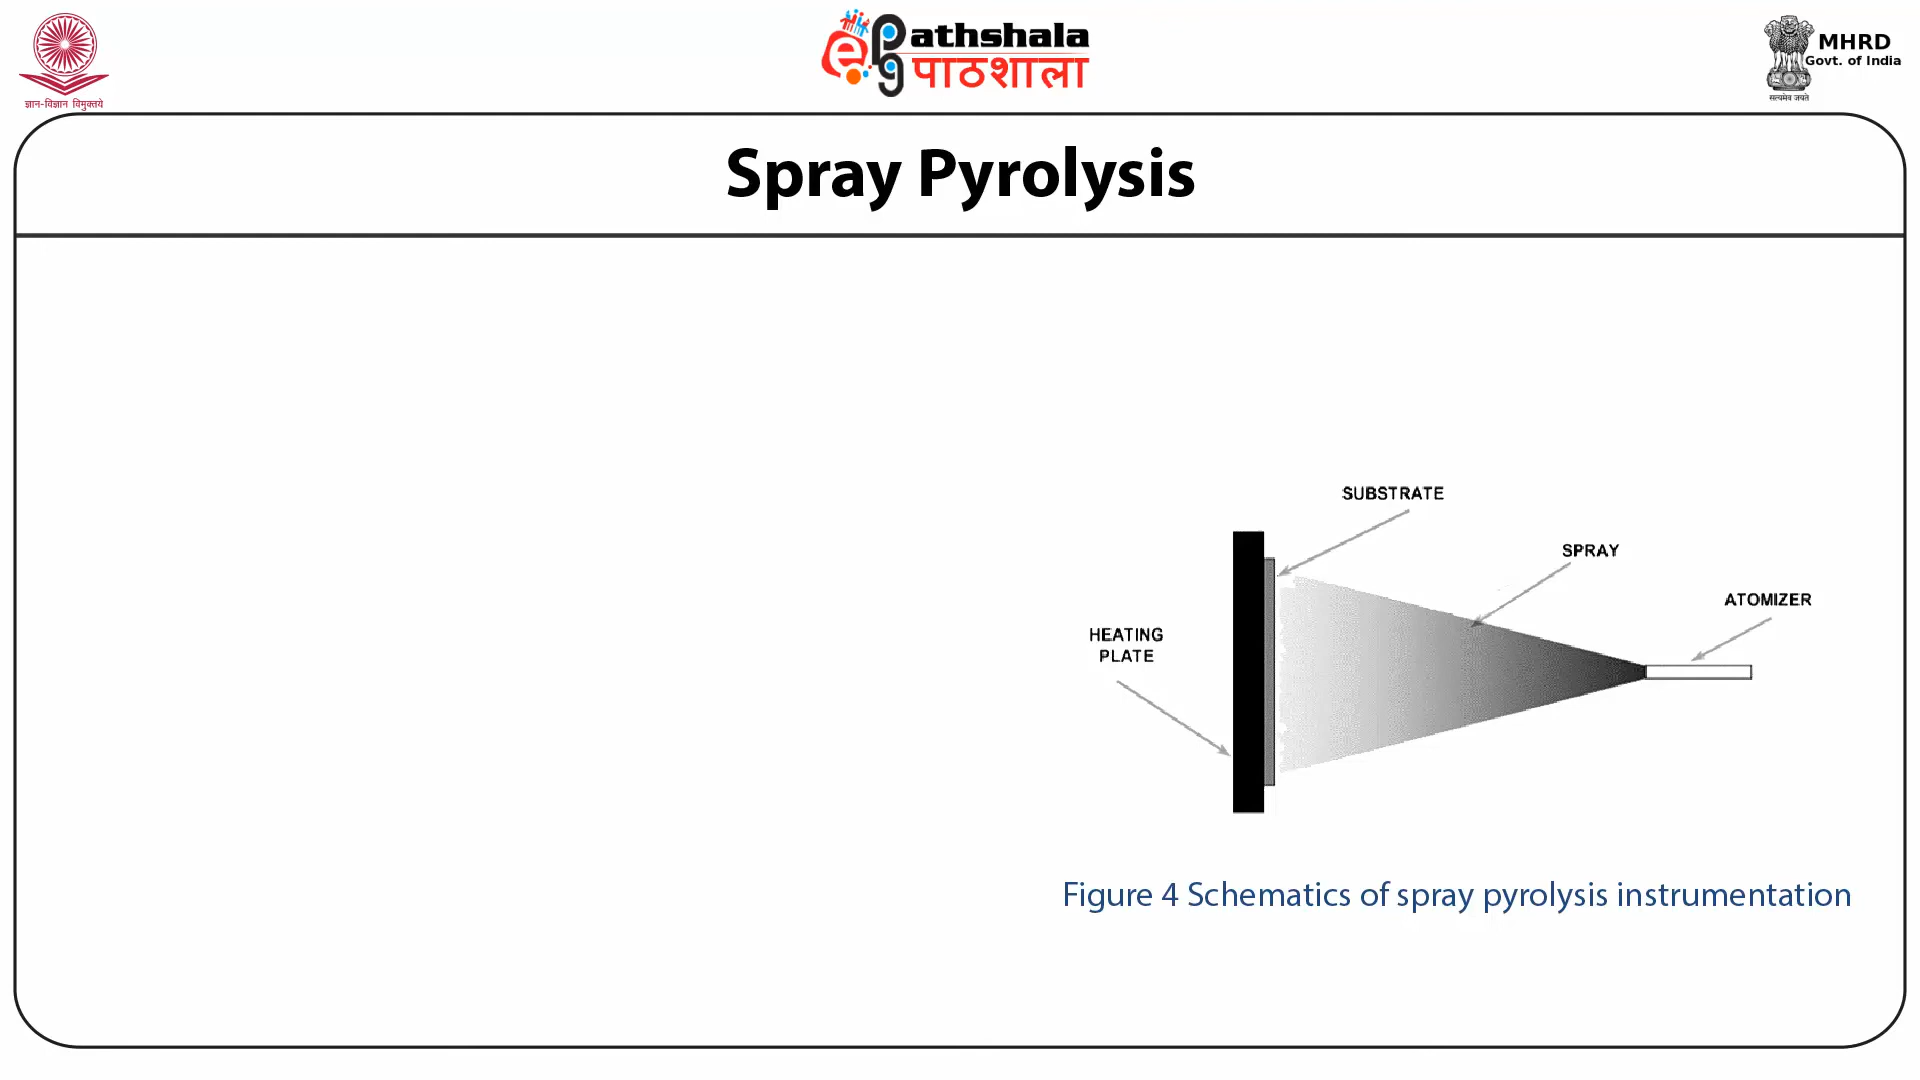 ज्ञान-विज्ञान विमुक्तये
ePathshala
पाठशाला
MHRD
Govt. of India
सत्यमेव जयते
Spray Pyrolysis
SUBSTRATE
SPRAY
ATOMIZER
HEATING
PLATE
Figure 4 Schematics of spray pyrolysis instrumentation